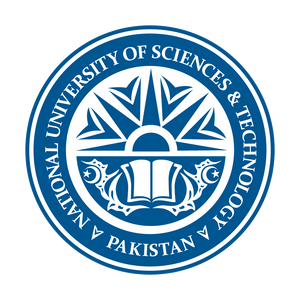 NATIONAL UNIVERSITY OF SCIENCES & TECHNOLOGY
PAKISTAN